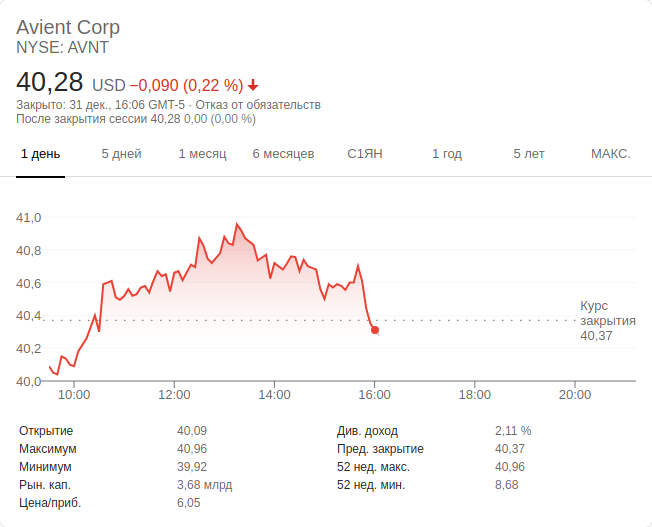 Avient Corp
NYSE: AVNT
40,28 USD −0,090 (0,22 %)
Закрыто: 31 дек., 16:06 GMT-5 · Отказ от обязательств
После закрытия сессии 40,28 0,00 (0,00 %)
1 день 5 дней 1 месяц 6 месяцев С1ЯН 1 год 5 лет МАКС.
41,0
40,8
40,6
40,4
40,2
40,0
Курс
закрытия
40,37
10:00 12:00 14:00 16:00 18:00 20:00
Открытие 40,09 Див. доход 2,11 %
Максимум 40,96 Пред. закрытие 40,37
Минимум 39,92 52 нед. макс. 40,96
Рын. кап. 3,68 млрд 52 нед. мин. 8,68
Цена/приб. 6,05